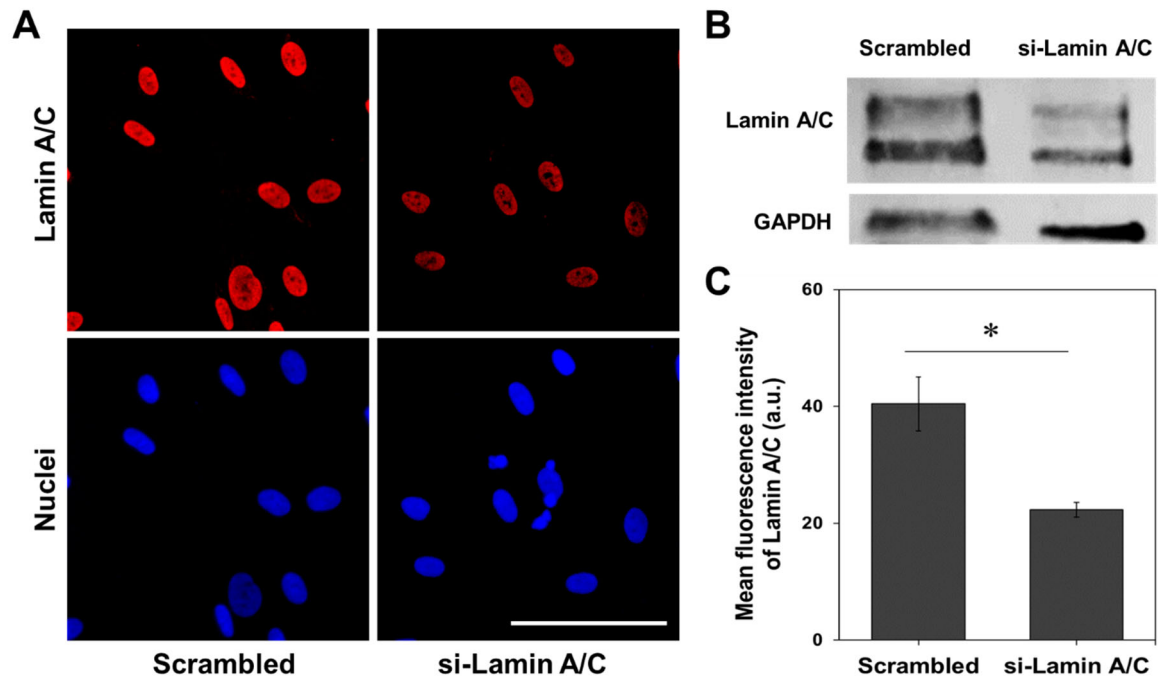 A
Lamin A/C
Nuclei
Scrambled
si-Lamin A/C
B
Scrambled
si-Lamin A/C
Lamin A/C
GAPDH
C
Mean fluorescence intensity
of Lamin A/C (a.u.)
60
40
20
0
*
Scrambled
si-Lamin A/C